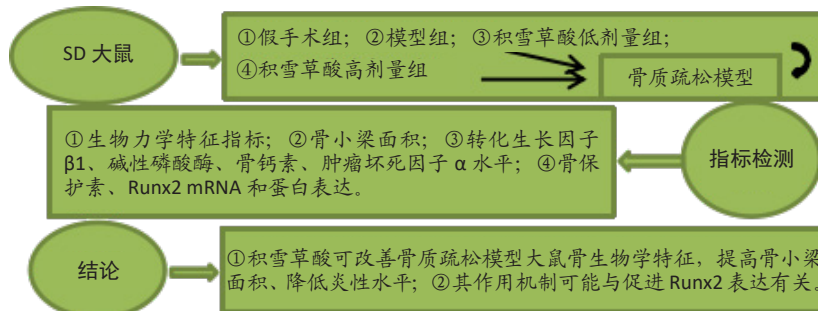 SD 大鼠
①假手术组；②模型组；③积雪草酸低剂量组；
④积雪草酸高剂量组
骨质疏松模型
①生物力学特征指标；②骨小梁面积；③转化生长因子
β1、碱性磷酸酶、骨钙素、肿瘤坏死因子 α 水平；④骨保
护素、Runx2 mRNA 和蛋白表达。
指标检测
结论
①积雪草酸可改善骨质疏松模型大鼠骨生物学特征，提高骨小梁
面积、降低炎性水平；②其作用机制可能与促进 Runx2 表达有关。